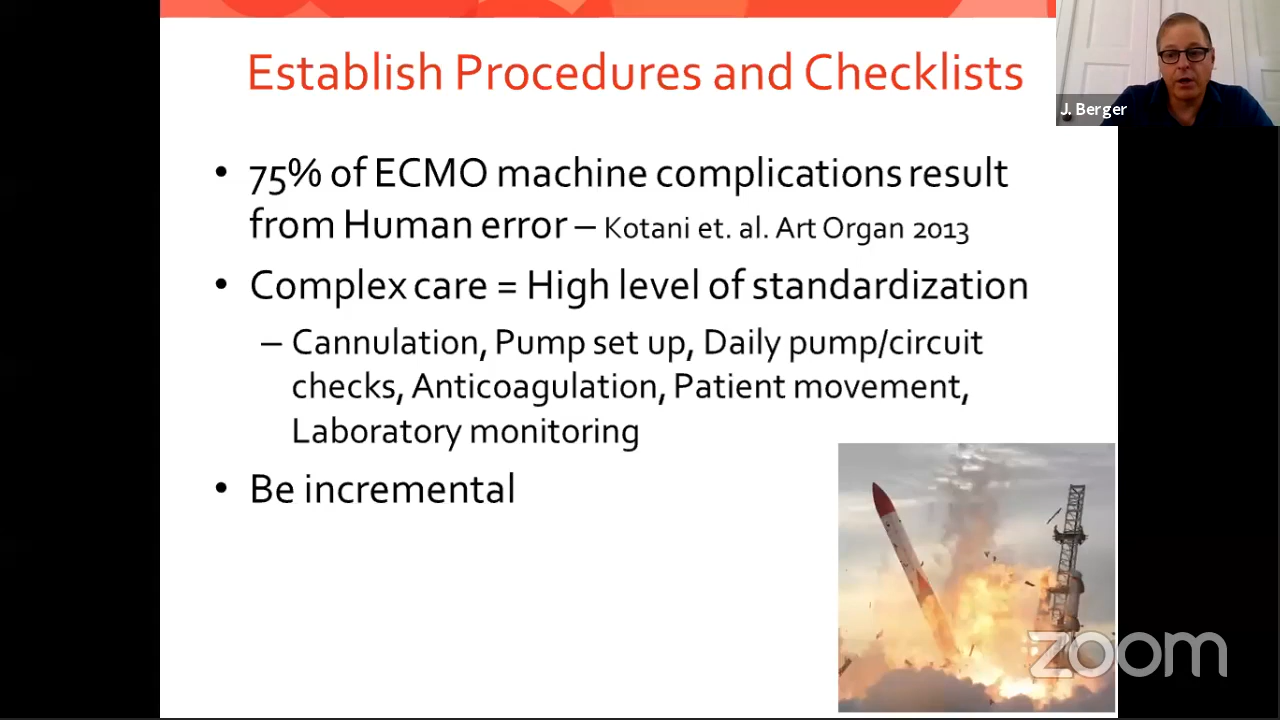 Establish Procedures and Checklists
J. Berger
• 75% of ECMO machine complications result
from Human error – Kotani et. al. Art Organ 2013
• Complex care = High level of standardization
– Cannulation, Pump set up, Daily pump/circuit
checks, Anticoagulation, Patient movement,
Laboratory monitoring
• Be incremental
zoom